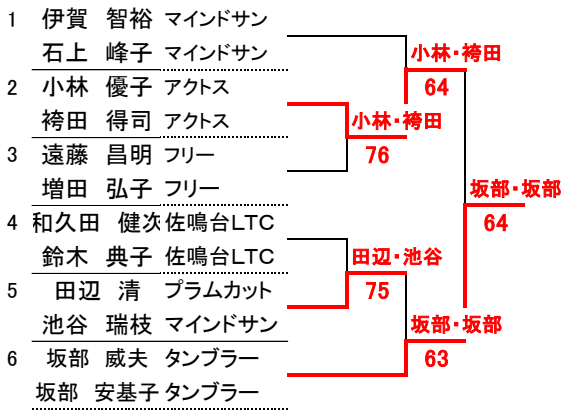 1 伊賀 智裕 マインドサン
石上 峰子 マインドサン
2 小林 優子 アクトス
袴田 得司 アクトス
3 遠藤 昌明 フリー
増田 弘子 フリー
4 和久田 健次 佐鳴台LTC
鈴木 典子 佐鳴台LTC
5 田辺 清 プラムカット
池谷 瑞枝 マインドサン
6 坂部 威夫 タンブラー
坂部 安基子 タンブラー
小林・袴田
76
田辺・池谷
75
小林・袴田
64
坂部・坂部
63
坂部・坂部
64